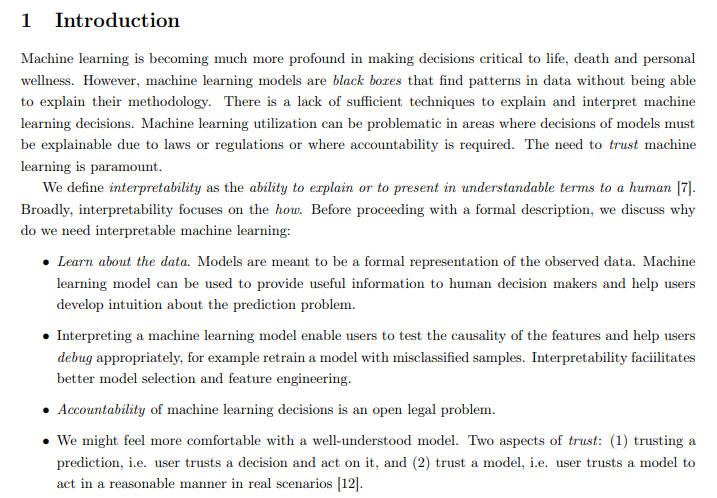 1 Introduction
Machine learning is becoming much more profound in making decisions critical to life, death and personal
wellness. However, machine learning models are black boxes that find patterns in data without being able
to explain their methodology. There is a lack of sufficient techniques to explain and interpret machine
learning decisions. Machine learning utilization can be problematic in areas where decisions of models must
be explainable due to laws or regulations or where accountability is required. The need to trust machine
learning is paramount.
We define interpretability as the ability to explain or to present in understandable terms to a human [7].
Broadly, interpretability focuses on the how. Before proceeding with a formal description, we discuss why
do we need interpretable machine learning:
• Learn about the data. Models are meant to be a formal representation of the observed data. Machine
learning model can be used to provide useful information to human decision makers and help users
develop intuition about the prediction problem.
• Interpreting a machine learning model enable users to test the causality of the features and help users
debug appropriately, for example retrain a model with misclassified samples. Interpretability faciilitates
better model selection and feature engineering.
• Accountability of machine learning decisions is an open legal problem.
• We might feel more comfortable with a well-understood model. Two aspects of trust: (1) trusting a
prediction, i.e. user trusts a decision and act on it, and (2) trust a model, i.e. user trusts a model to
act in a reasonable manner in real scenarios [12].